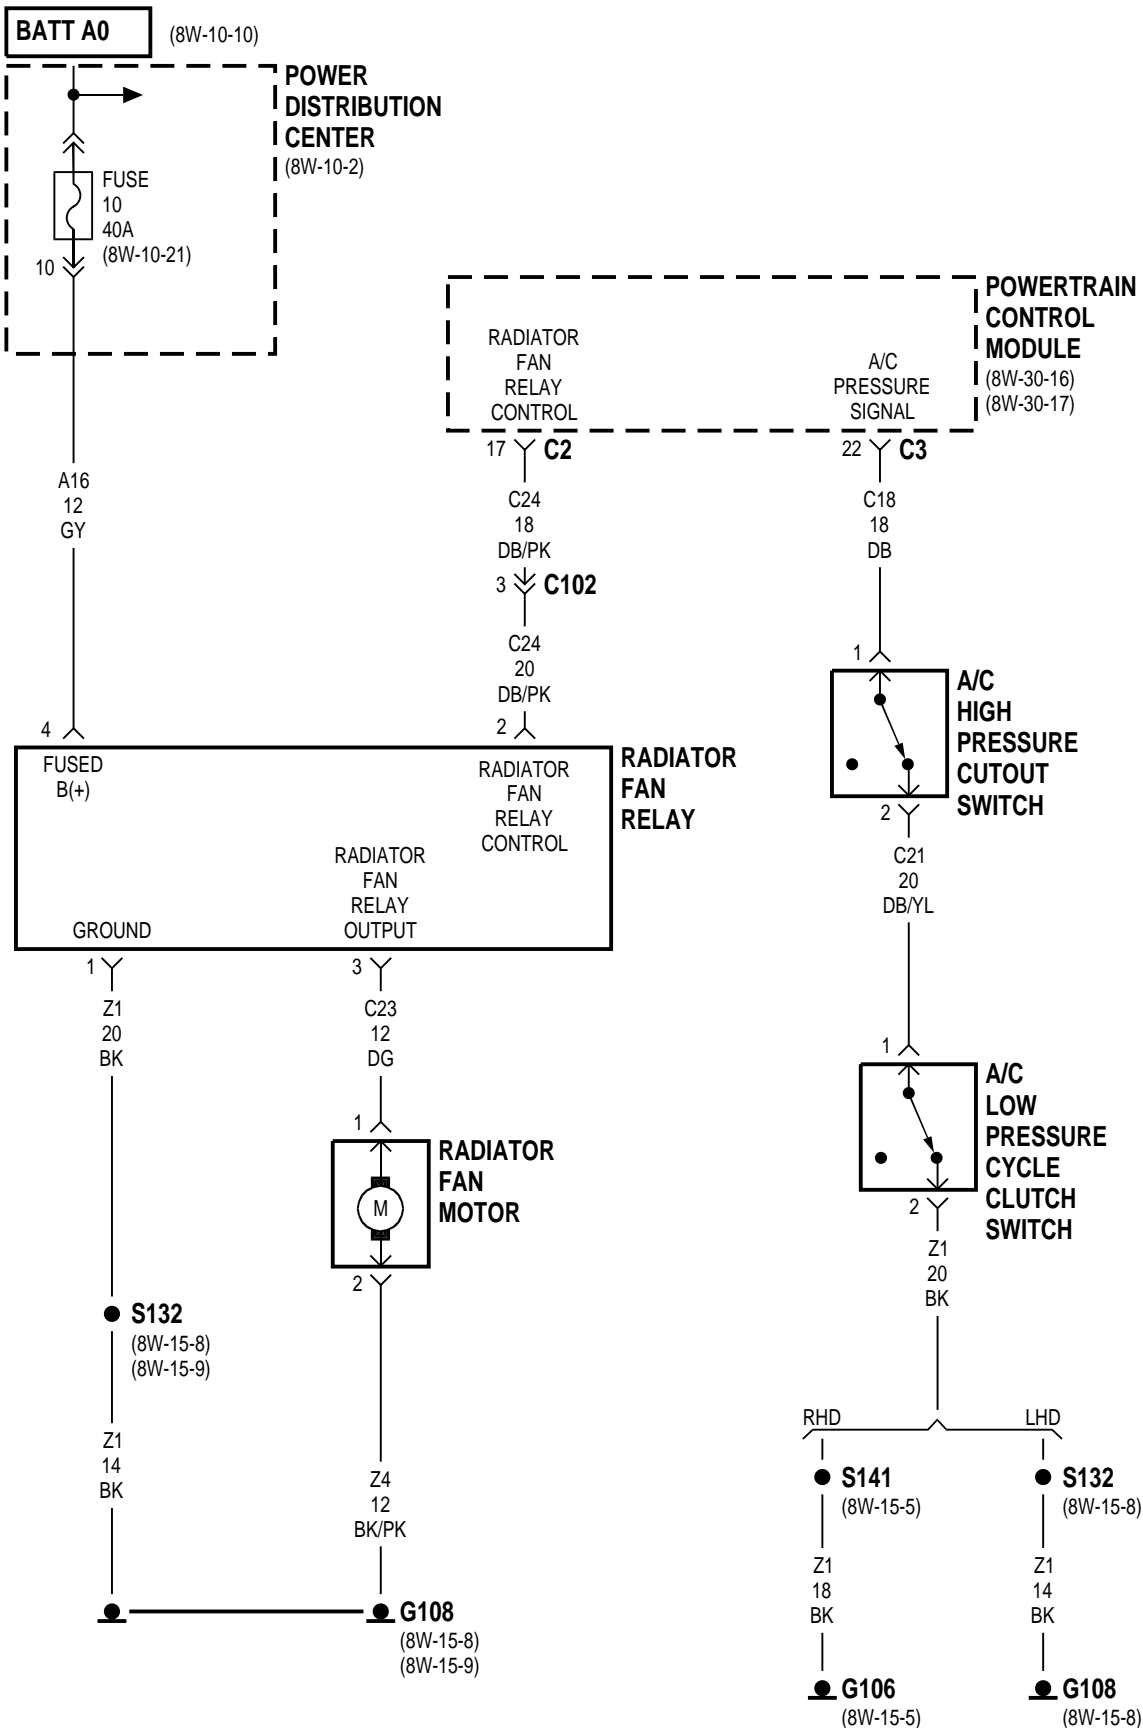 BATT A0
(8W-10-10)
POWER
DISTRIBUTION
CENTER
(8W-10-2)
FUSE
10
40A
(8W-10-21)
10
POWERTRAIN
CONTROL
MODULE
(8W-30-16)
(8W-30-17)
RADIATOR
FAN
RELAY
CONTROL
A/C
PRESSURE
SIGNAL
17
C2
22
C3
A16
12
GY
C24
18
DB/PK
C18
18
DB
3
C102
C24
20
DB/PK
1
A/C
HIGH
PRESSURE
CUTOUT
SWITCH
4
2
FUSED
B(+)
RADIATOR
FAN
RELAY
CONTROL
RADIATOR
FAN
RELAY
2
RADIATOR
FAN
RELAY
OUTPUT
GROUND
C21
20
DB/YL
1
3
Z1
20
BK
C23
12
DG
1
A/C
LOW
PRESSURE
CYCLE
CLUTCH
SWITCH
1
RADIATOR
FAN
MOTOR
M
2
2
Z1
20
BK
S132
(8W-15-8)
(8W-15-9)
RHD
LHD
Z1
14
BK
Z4
12
BK/PK
S141
(8W-15-5)
S132
(8W-15-8)
Z1
18
BK
Z1
14
BK
G108
(8W-15-8)
(8W-15-9)
G106
(8W-15-5)
G108
(8W-15-8)